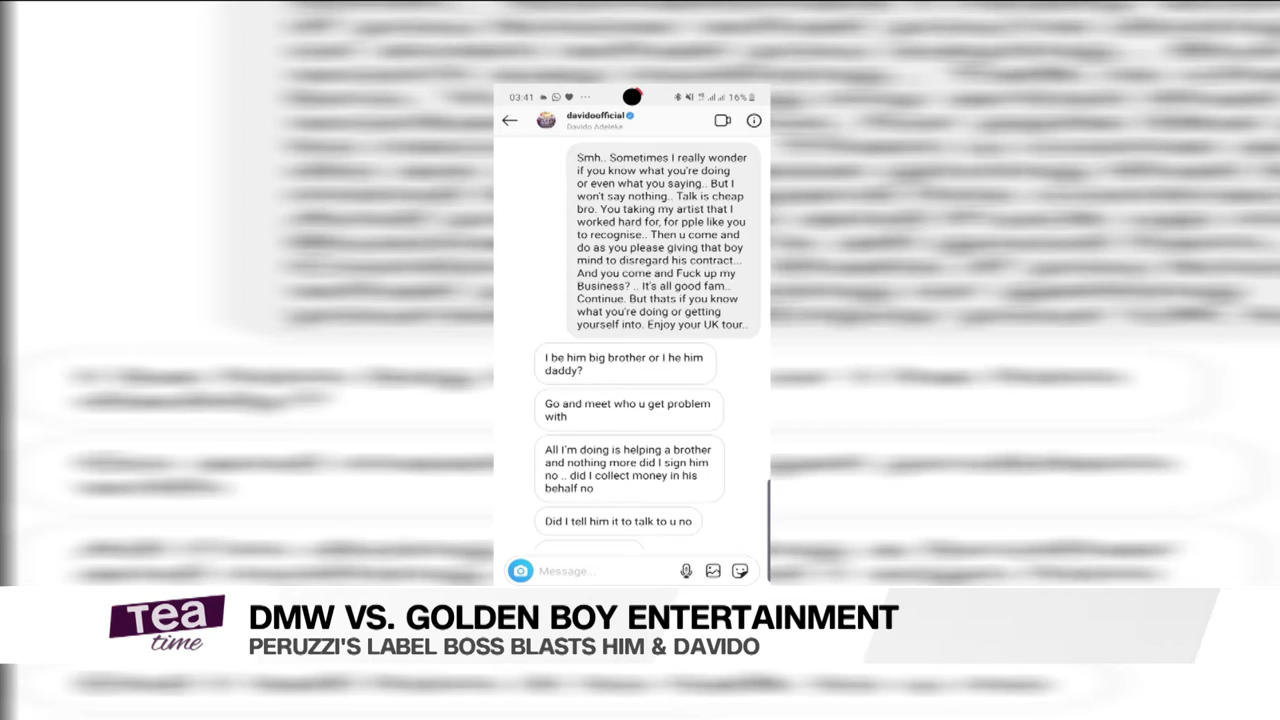 03:41
16%
davidoofficial
Davido Adeleke
Smh.. Sometimes I really wonder
if you know what you're doing
or even what you saying.. But I
won't say nothing.. Talk is cheap
bro. You taking my artist that I
worked hard for, for pple like you
to recognise.. Then u come and
do as you please giving that boy
mind to disregard his contract...
And you come and Fuck up my
Business? .. It's all good fam..
Continue. But thats if you know
what you're doing or getting
yourself into. Enjoy your UK tour..
I be him big brother or I he him
daddy?
Go and meet who u get problem
with
All I'm doing is helping a brother
and nothing more did I sign him
no .. did I collect money in his
behalf no
Did I tell him it to talk to u no
Message...
Tea
time
DMW VS. GOLDEN BOY ENTERTAINMENT
PERUZZI'S LABEL BOSS BLASTS HIM & DAVIDO